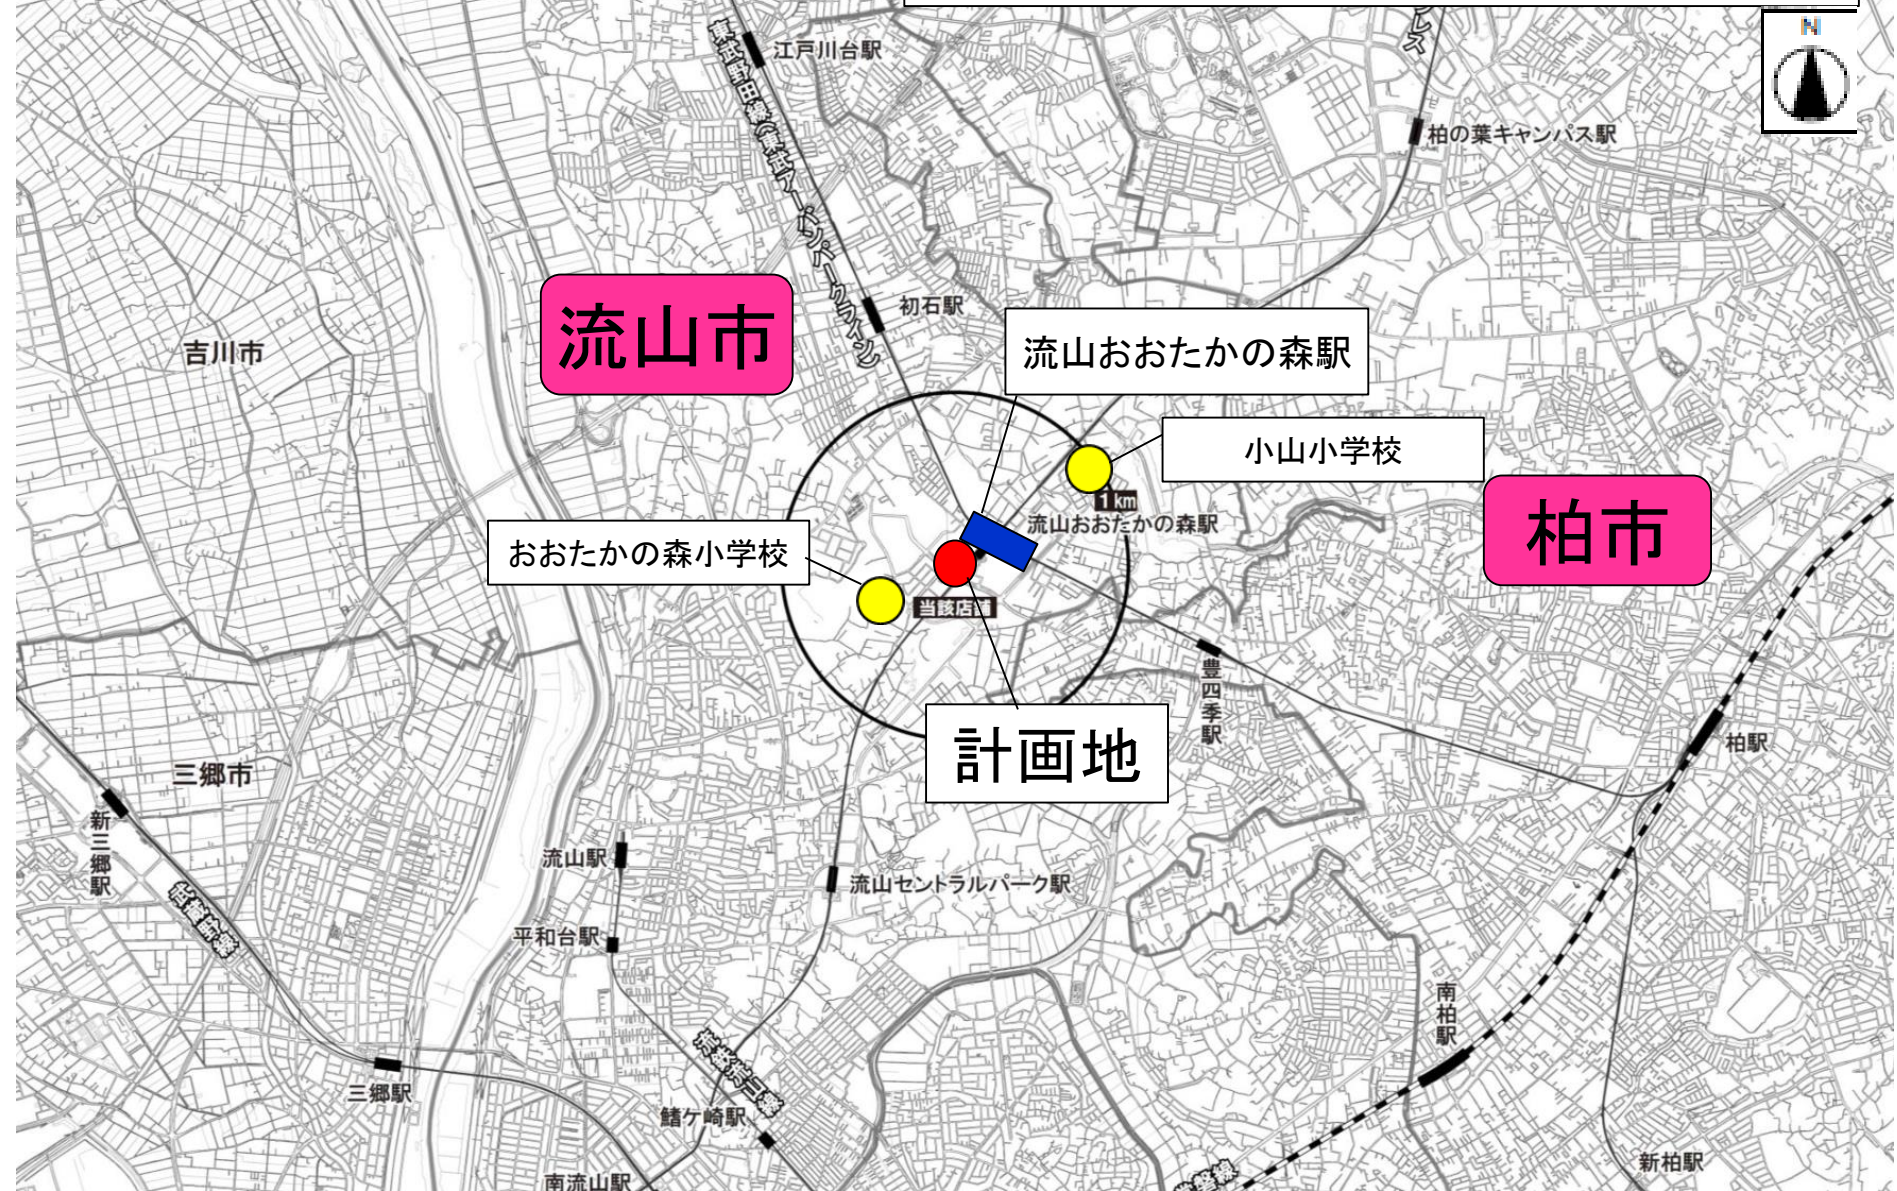 N
江戸川台駅
プレス
柏の葉キャンパス駅
東武野田線(東武アーバンパークライン)
初石駅
流山市
吉川市
流山おおたかの森駅
小山小学校
1km
柏市
流山おおたかの森駅
おおたかの森小学校
当該店舗
豊四季駅
計画地
柏駅
三郷市
新三郷駅
流山駅
流山セントラルパーク駅
武蔵野線
平和台駅
南柏駅
三郷駅
鰭ケ崎駅
新柏駅
南流山駅
常磐線